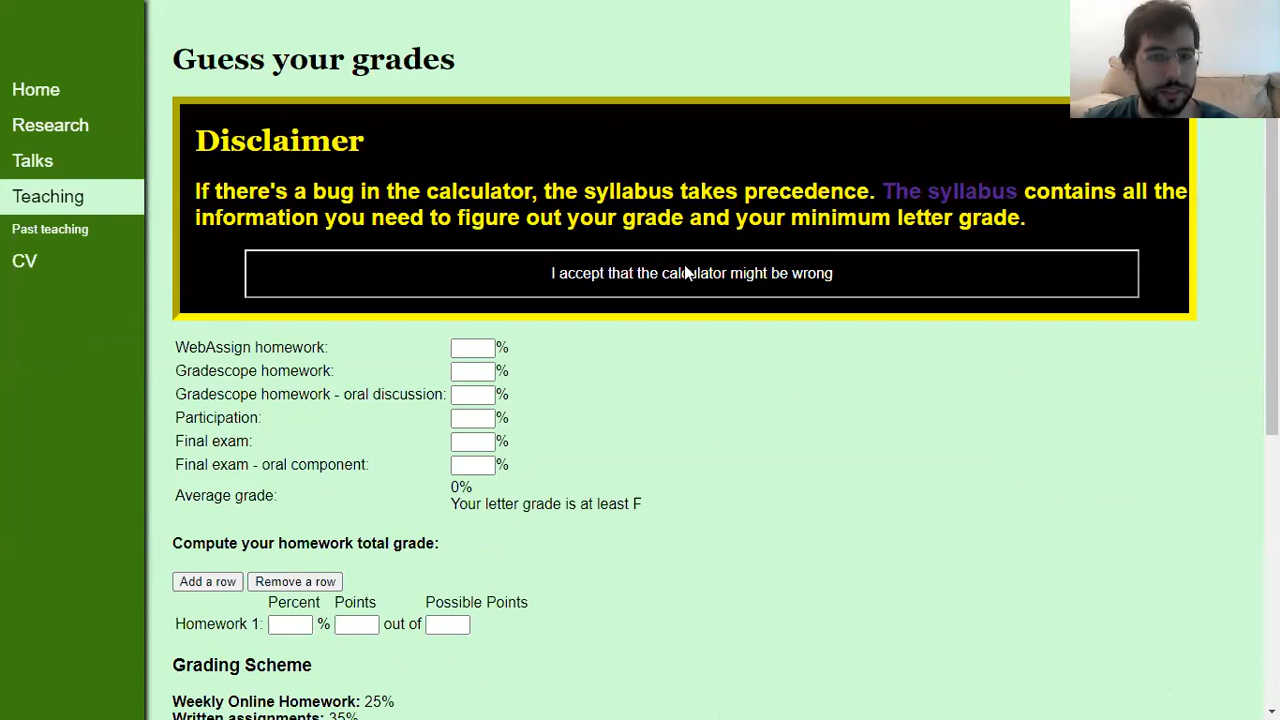 Guess your grades
Home
Research
Talks
Teaching
Past teaching
CV
Disclaimer
If there's a bug in the calculator, the syllabus takes precedence. The syllabus contains all the
information you need to figure out your grade and your minimum letter grade.
I accept that the calculator might be wrong
WebAssign homework: %
Gradescope homework: %
Gradescope homework - oral discussion: %
Participation: %
Final exam: %
Final exam - oral component: %
Average grade: 0%
Your letter grade is at least F
Compute your homework total grade:
Add a row Remove a row
Percent Points Possible Points
Homework 1: % out of
Grading Scheme
Weekly Online Homework: 25%
Written assignments: 35%